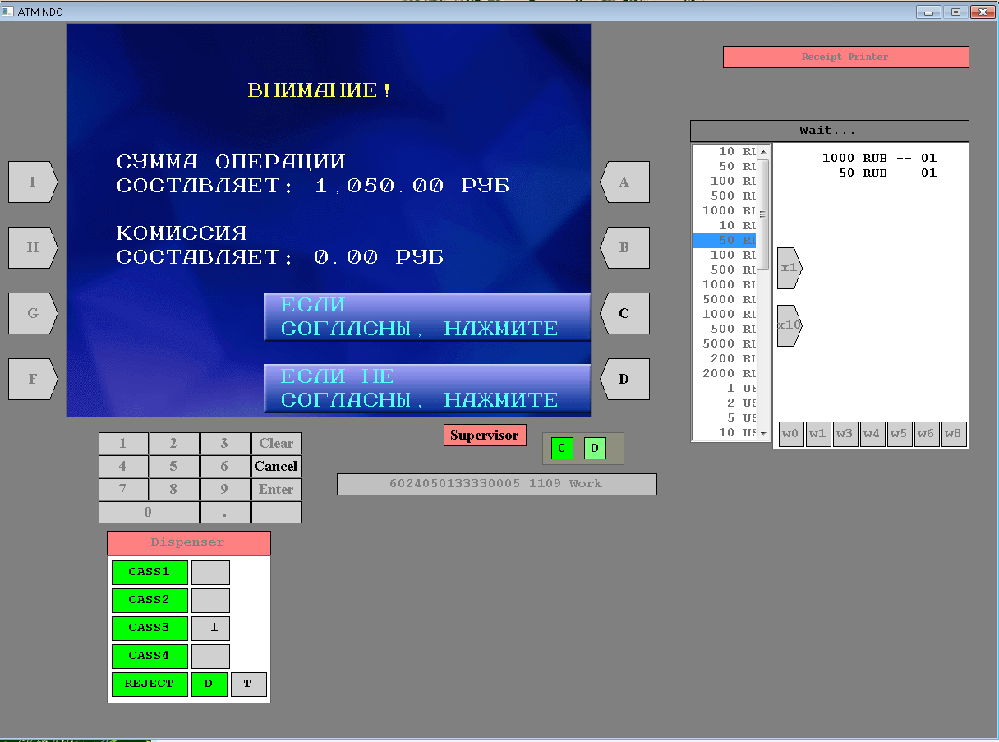 ATM NDC
ВНИМАНИЕ!
СУММА ОПЕРАЦИИ
СОСТАВЛЯЕТ: 1,050.00 РУБ
КОМИССИЯ
СОСТАВЛЯЕТ: 0.00 РУБ
ЕСЛИ
СОГЛАСНЫ, НАЖМИТЕ
ЕСЛИ НЕ
СОГЛАСНЫ, НАЖМИТЕ
I
H
G
F
A
B
C
D
Receipt Printer
Wait...
10 RU
50 RU
100 RU
500 RU
1000 RU
10 RU
50 RU
100 RU
500 RU
1000 RU
5000 RU
1000 RU
500 RU
5000 RU
200 RU
2000 RU
1 US
2 US
5 US
10 US
1000 RUB -- 01
50 RUB -- 01
x1
x10
w0 w1 w3 w4 w5 w6 w8
Supervisor
C D
6024050133330005 1109 Work
1 2 3 Clear
4 5 6 Cancel
7 8 9 Enter
0 .
Dispenser
CASS1
CASS2
CASS3 1
CASS4
REJECT D T